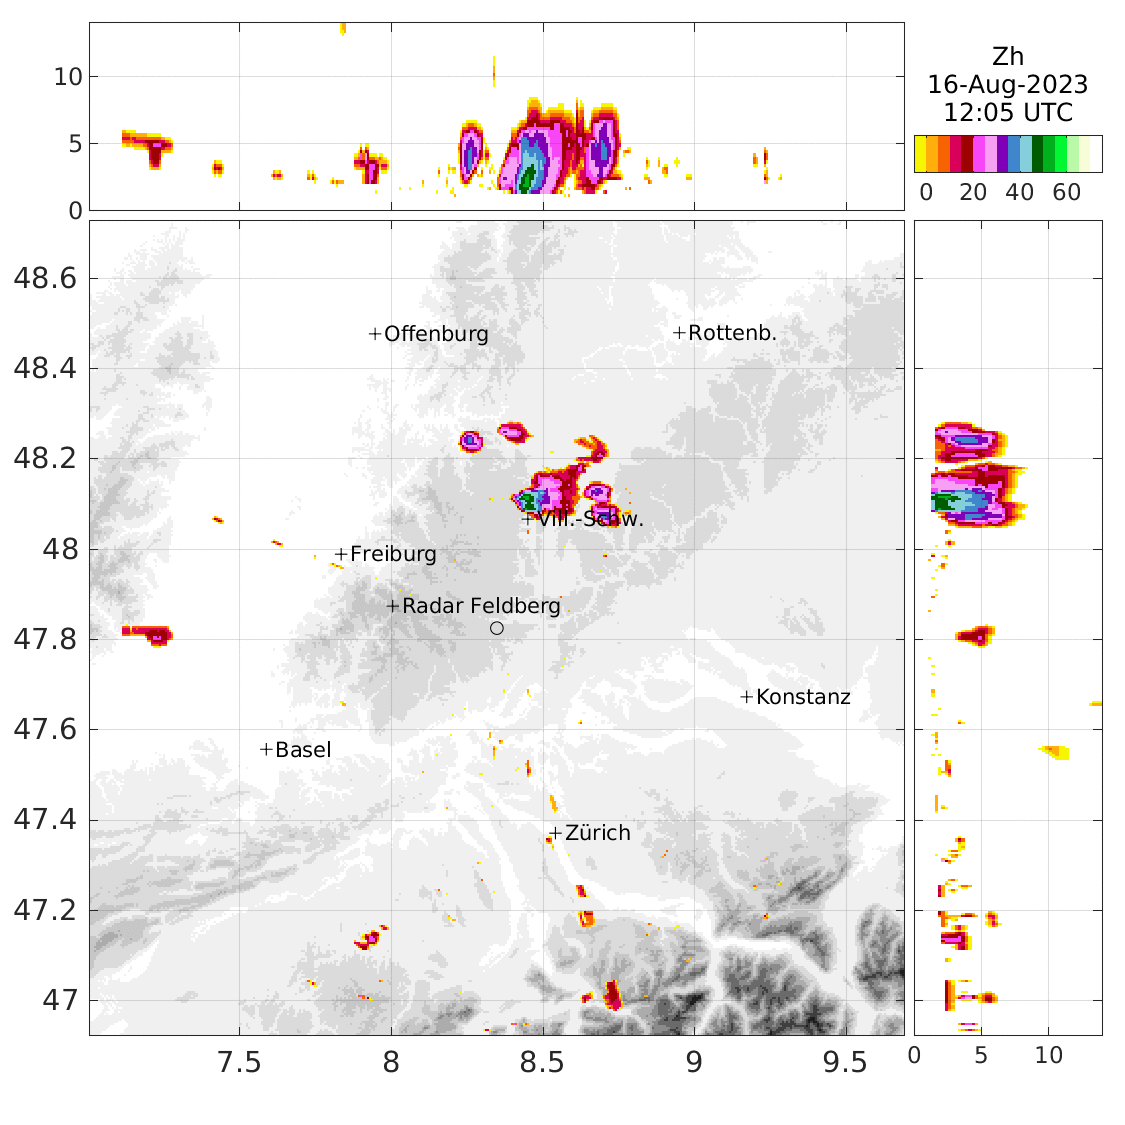 10
5
0
Zh
16-Aug-2023
12:05 UTC
0 20 40 60
48.6
48.4
48.2
48
47.8
47.6
47.4
47.2
47
+Offenburg
+Rottenb.
+Vill.-Schw.
+Freiburg
+Radar Feldberg
+Konstanz
+Basel
+Zürich
7.5 8 8.5 9 9.5
0 5 10